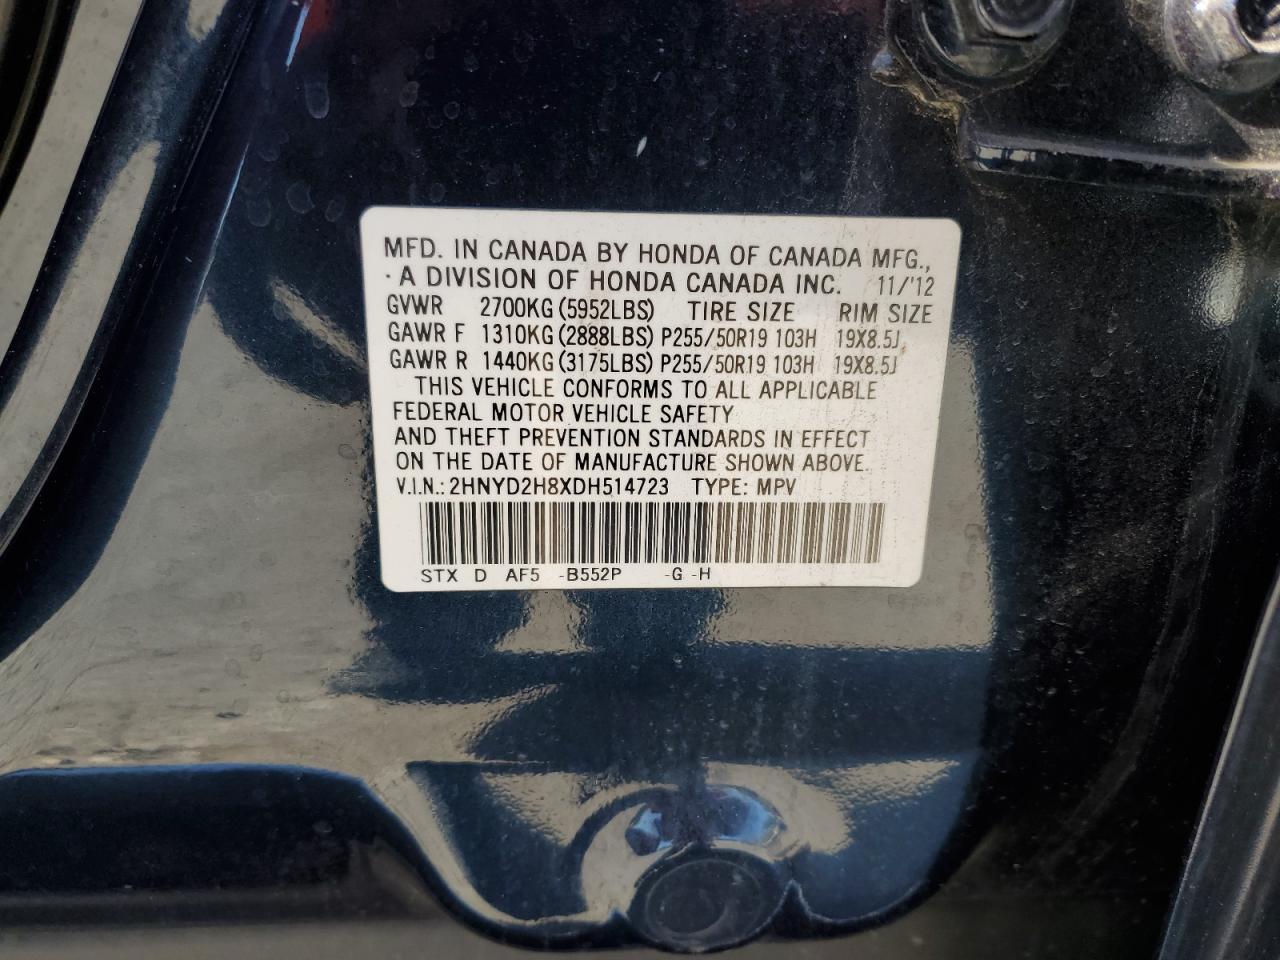 MFD. IN CANADA BY HONDA OF CANADA MFG.,
A DIVISION OF HONDA CANADA INC. 11/'12
GVWR 2700KG (5952LBS) TIRE SIZE RIM SIZE
GAWR F 1310KG (2888LBS) P255/50R19 103H 19X8.5J
GAWR R 1440KG (3175LBS) P255/50R19 103H 19X8.5J
THIS VEHICLE CONFORMS TO ALL APPLICABLE
FEDERAL MOTOR VEHICLE SAFETY
AND THEFT PREVENTION STANDARDS IN EFFECT
ON THE DATE OF MANUFACTURE SHOWN ABOVE.
V.I.N.: 2HNYD2H8XDH514723 TYPE: MPV
STX D AF5 -B552P -G -H